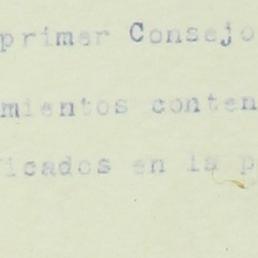 primer Consejo
mientos conten
icados en la p